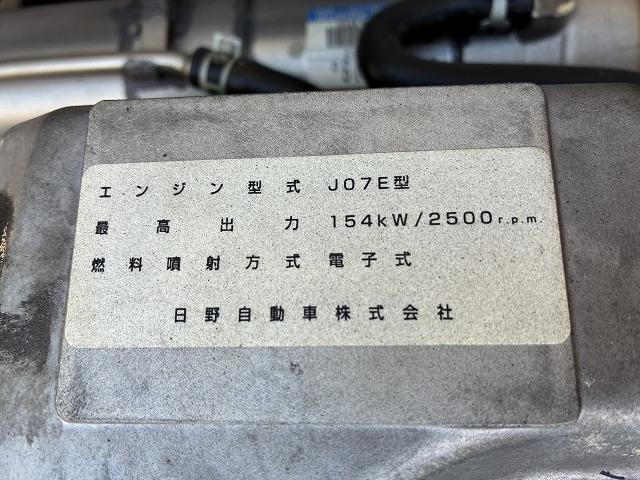 エンジン型式 J07E型
最高出力 154kW/2500r.p.m.
燃料噴射方式 電子式
日野自動車株式会社